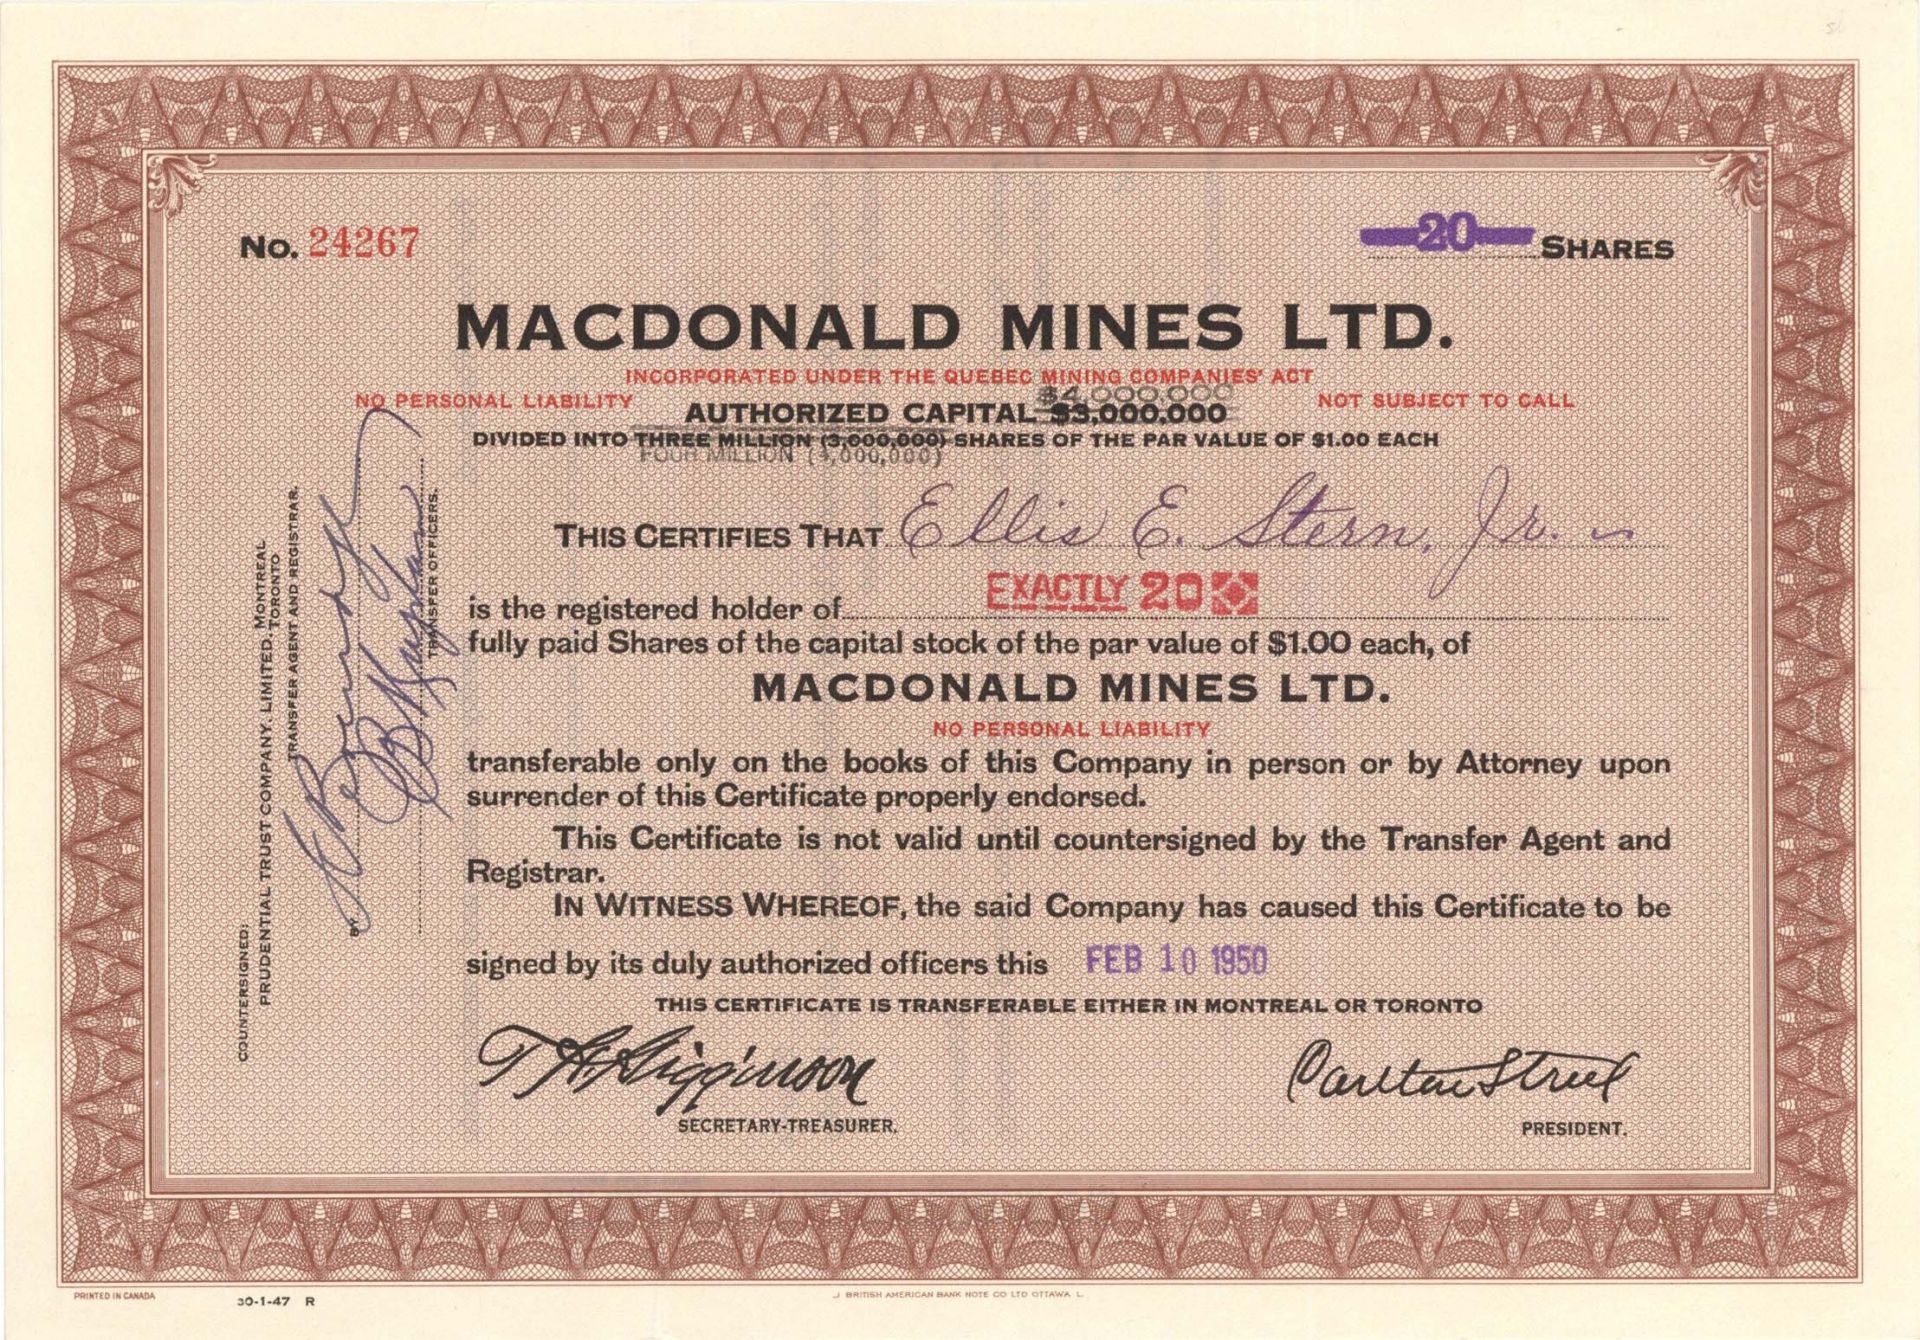 No. 24267
20 SHARES
MACDONALD MINES LTD.
INCORPORATED UNDER THE QUEBEC MINING COMPANIES' ACT
NO PERSONAL LIABILITY
$4,000,000
NOT SUBJECT TO CALL
AUTHORIZED CAPITAL $3,000,000
DIVIDED INTO THREE MILLION (3,000,000) SHARES OF THE PAR VALUE OF $1.00 EACH
FOUR MILLION (4,000,000)
THIS CERTIFIES THAT Ellis E. Stern, Jr.
is the registered holder of EXACTLY 20
fully paid Shares of the capital stock of the par value of $1.00 each, of
MACDONALD MINES LTD.
NO PERSONAL LIABILITY
transferable only on the books of this Company in person or by Attorney upon
surrender of this Certificate properly endorsed.
This Certificate is not valid until countersigned by the Transfer Agent and
Registrar.
IN WITNESS WHEREOF, the said Company has caused this Certificate to be
signed by its duly authorized officers this FEB 10 1950
THIS CERTIFICATE IS TRANSFERABLE EITHER IN MONTREAL OR TORONTO
T H Higginson
SECRETARY-TREASURER.
Carlton Street
PRESIDENT.
COUNTERSIGNED:
PRUDENTIAL TRUST COMPANY, LIMITED, MONTREAL
TORONTO
TRANSFER AGENT AND REGISTRAR.
BY
TRANSFER OFFICERS.
PRINTED IN CANADA
30-1-47 R
BRITISH AMERICAN BANK NOTE CO LTD OTTAWA